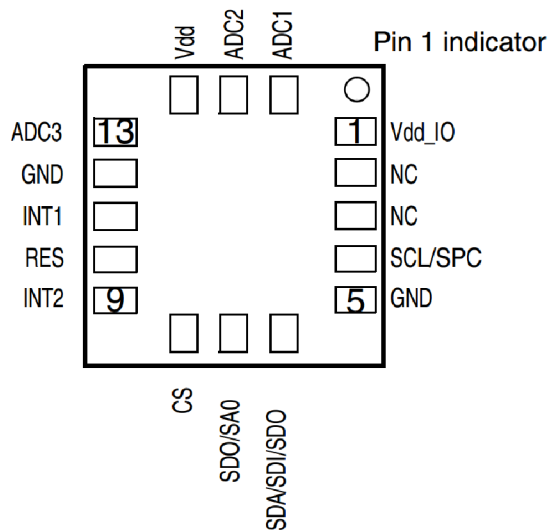 Vdd
ADC2
ADC1
Pin 1 indicator
ADC3
13
1
Vdd_IO
GND
NC
INT1
NC
RES
SCL/SPC
INT2
9
5
GND
CS
SDO/SA0
SDA/SDI/SDO